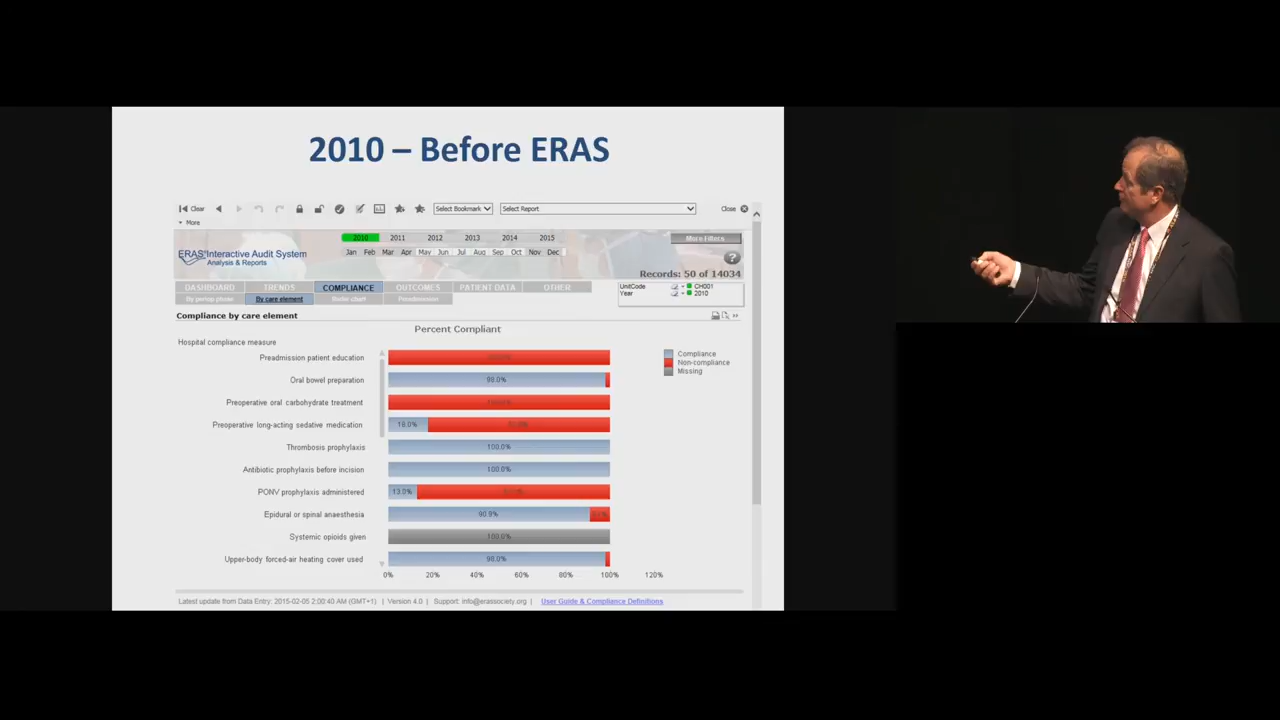 2010 – Before ERAS
Clear
Select Bookmark
Select Report
Close
More
2010 2011 2012 2013 2014 2015
More Filters
Jan Feb Mar Apr May Jun Jul Aug Sep Oct Nov Dec
ERAS Interactive Audit System
Analysis & Reports
Records: 50 of 14034
DASHBOARD TRENDS COMPLIANCE OUTCOMES PATIENT DATA OTHER
UnitCode CH001
Year 2010
By periop phase By care element
Compliance by care element
Percent Compliant
Hospital compliance measure
Compliance
Non-compliance
Missing
Preadmission patient education
Oral bowel preparation 98.0%
Preoperative oral carbohydrate treatment
Preoperative long-acting sedative medication 18.0%
Thrombosis prophylaxis 100.0%
Antibiotic prophylaxis before incision 100.0%
PONV prophylaxis administered 13.0%
Epidural or spinal anaesthesia 90.9%
Systemic opioids given 100.0%
Upper-body forced-air heating cover used 98.0%
0% 20% 40% 60% 80% 100% 120%
Latest update from Data Entry: 2015-02-05 2:00:40 AM (GMT+1) | Version 4.0 | Support: info@erassociety.org | User Guide & Compliance Definitions